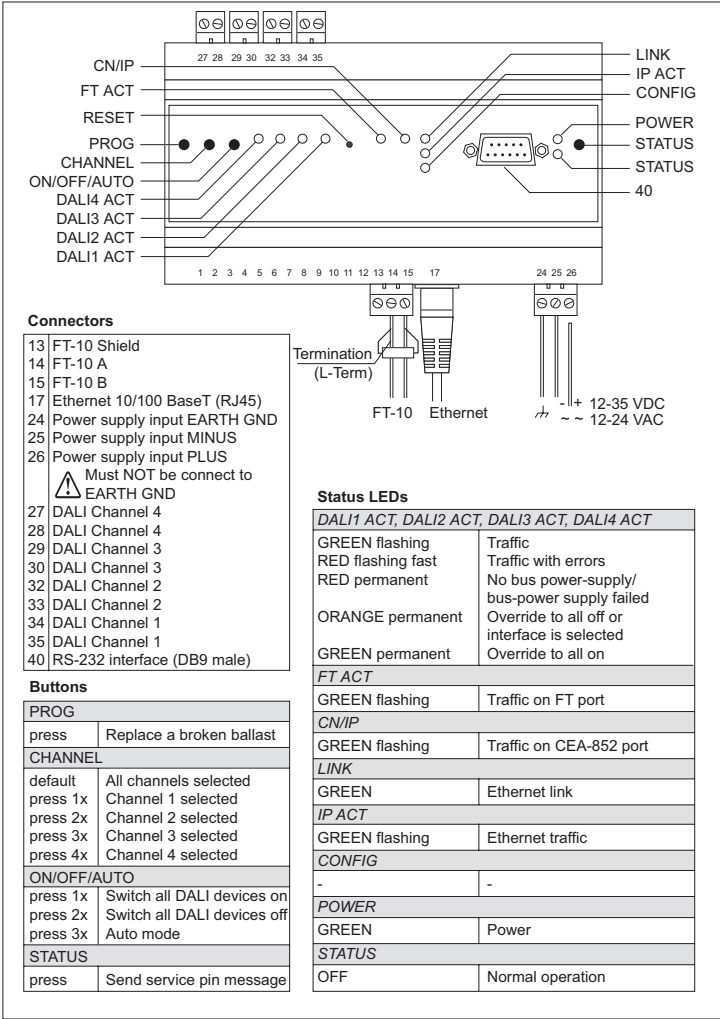 27 28 29 30 32 33 34 35
CN/IP
FT ACT
RESET
PROG
CHANNEL
ON/OFF/AUTO
DALI4 ACT
DALI3 ACT
DALI2 ACT
DALI1 ACT
LINK
IP ACT
CONFIG
POWER
STATUS
STATUS
40
1 2 3 4 5 6 7 8 9 10 11 12 13 14 15 17 24 25 26
Termination
(L-Term)
FT-10 Ethernet
- + 12-35 VDC
~ ~ 12-24 VAC
Connectors
13 FT-10 Shield
14 FT-10 A
15 FT-10 B
17 Ethernet 10/100 BaseT (RJ45)
24 Power supply input EARTH GND
25 Power supply input MINUS
26 Power supply input PLUS
Must NOT be connect to
EARTH GND
27 DALI Channel 4
28 DALI Channel 4
29 DALI Channel 3
30 DALI Channel 3
32 DALI Channel 2
33 DALI Channel 2
34 DALI Channel 1
35 DALI Channel 1
40 RS-232 interface (DB9 male)
Buttons
PROG
press Replace a broken ballast
CHANNEL
default All channels selected
press 1x Channel 1 selected
press 2x Channel 2 selected
press 3x Channel 3 selected
press 4x Channel 4 selected
ON/OFF/AUTO
press 1x Switch all DALI devices on
press 2x Switch all DALI devices off
press 3x Auto mode
STATUS
press Send service pin message
Status LEDs
DALI1 ACT, DALI2 ACT, DALI3 ACT, DALI4 ACT
GREEN flashing Traffic
RED flashing fast Traffic with errors
RED permanent No bus power-supply/
bus-power supply failed
ORANGE permanent Override to all off or
interface is selected
GREEN permanent Override to all on
FT ACT
GREEN flashing Traffic on FT port
CN/IP
GREEN flashing Traffic on CEA-852 port
LINK
GREEN Ethernet link
IP ACT
GREEN flashing Ethernet traffic
CONFIG
- -
POWER
GREEN Power
STATUS
OFF Normal operation